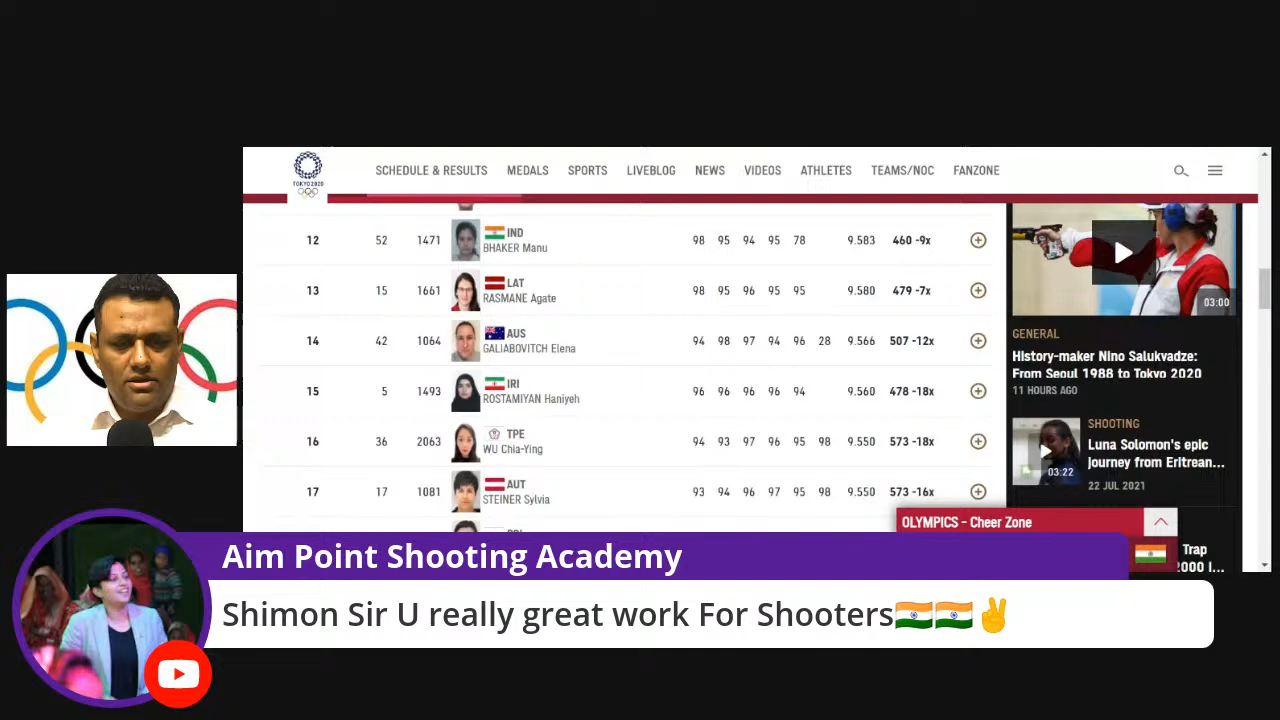 TOKYO 2020
SCHEDULE & RESULTS MEDALS SPORTS LIVEBLOG NEWS VIDEOS ATHLETES TEAMS/NOC FANZONE
12 52 1471 IND 98 95 94 95 78 9.583 460 -9x
BHAKER Manu
13 15 1661 LAT 98 95 96 95 95 9.580 479 -7x
RASMANE Agate
14 42 1064 AUS 94 98 97 94 96 28 9.566 507 -12x
GALIABOVITCH Elena
15 5 1493 IRI 96 96 96 96 94 9.560 478 -18x
ROSTAMIYAN Haniyeh
16 36 2063 TPE 94 93 97 96 95 98 9.550 573 -18x
WU Chia-Ying
17 17 1081 AUT 93 94 96 97 95 98 9.550 573 -16x
STEINER Sylvia
03:00
GENERAL
History-maker Nino Salukvadze:
From Seoul 1988 to Tokyo 2020
11 HOURS AGO
SHOOTING
Luna Solomon's epic
journey from Eritrean...
03:22
22 JUL 2021
OLYMPICS - Cheer Zone
Trap
2000 I...
Aim Point Shooting Academy
Shimon Sir U really great work For Shooters🇮🇳🇮🇳✌